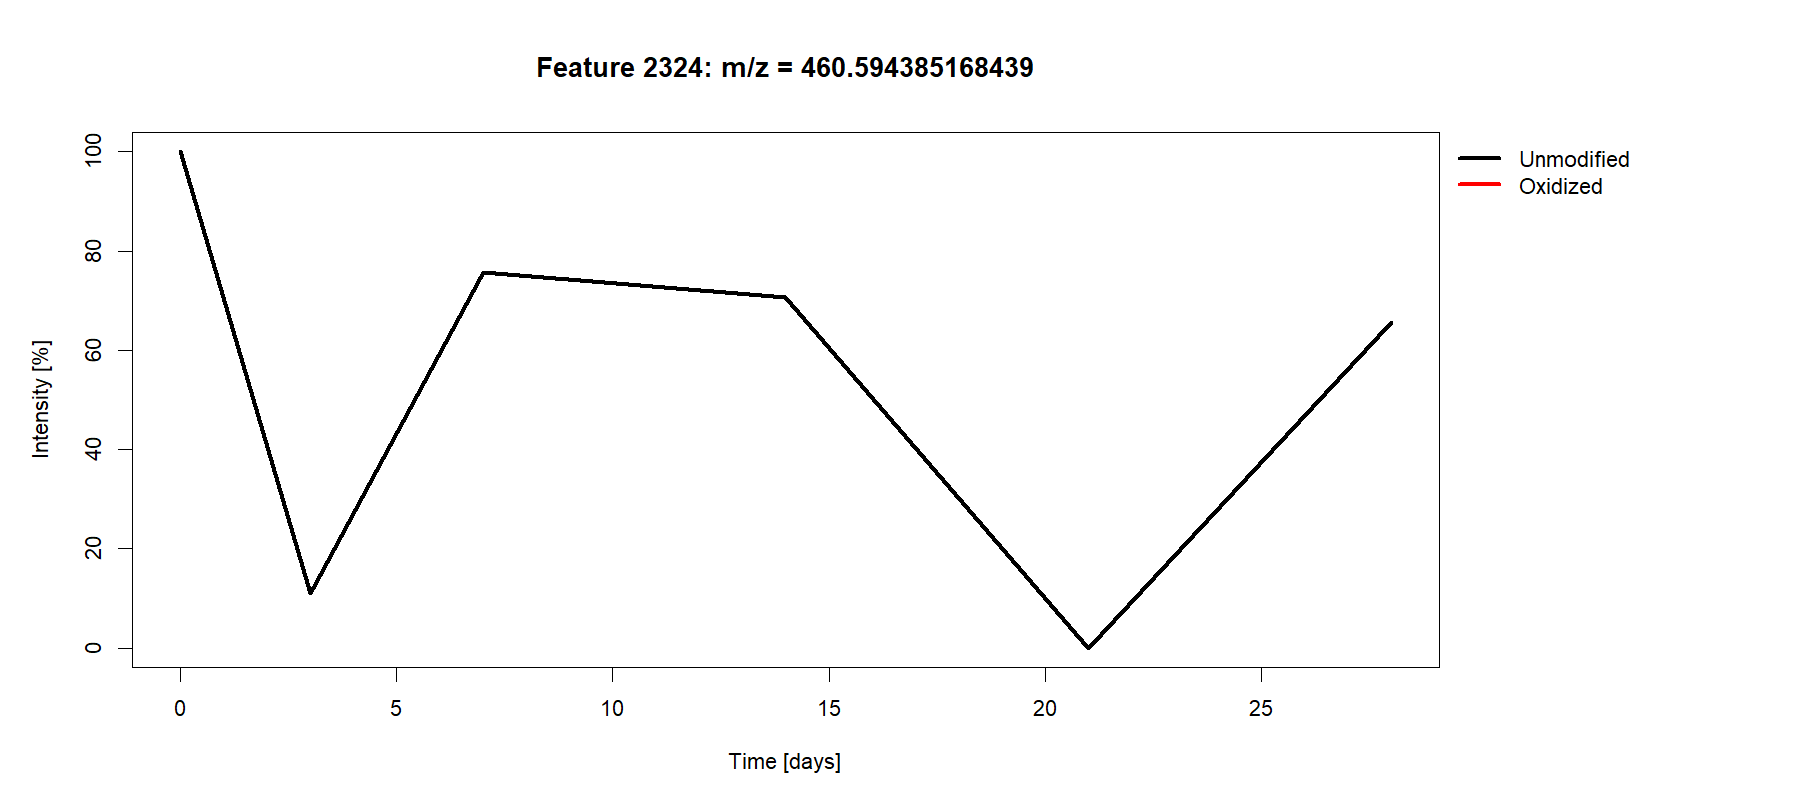 Feature 2324: m/z = 460.594385168439
Unmodified
Oxidized
Intensity [%]
100
80
60
40
20
0
0 5 10 15 20 25
Time [days]